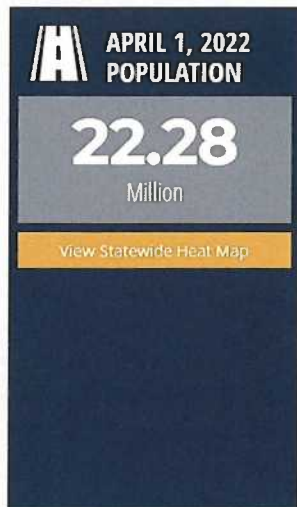 APRIL 1, 2022
POPULATION
22.28
Million
View Statewide Heat Map